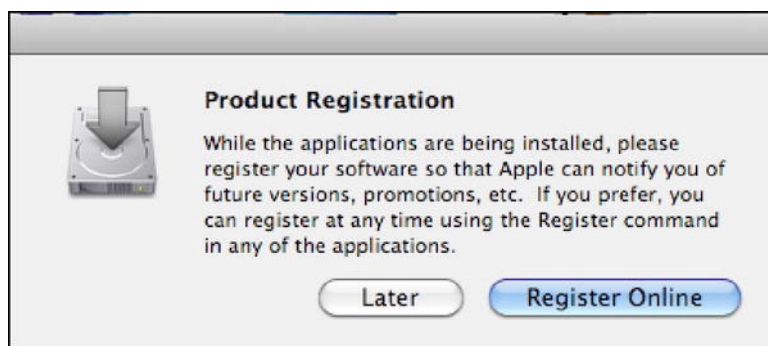 Product Registration
While the applications are being installed, please
register your software so that Apple can notify you of
future versions, promotions, etc.  If you prefer, you
can register at any time using the Register command
in any of the applications.
Later
Register Online